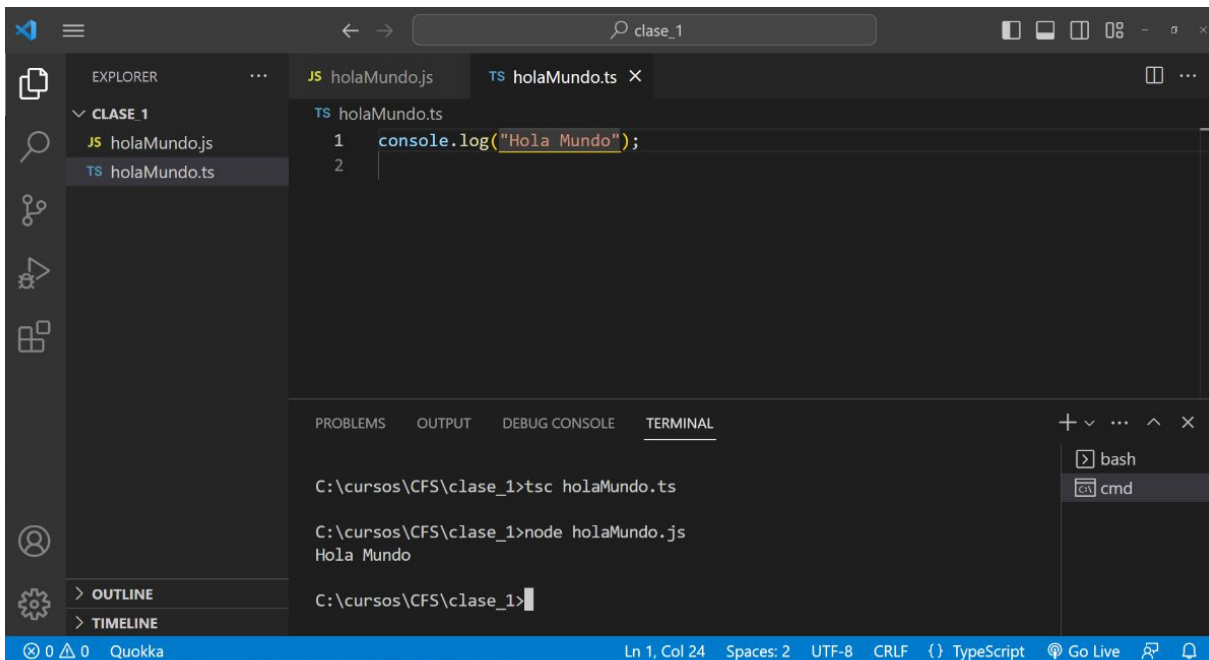 clase_1
EXPLORER
CLASE_1
JS holaMundo.js
TS holaMundo.ts
OUTLINE
TIMELINE
JS holaMundo.js
TS holaMundo.ts
TS holaMundo.ts
1 console.log("Hola Mundo");
2
PROBLEMS OUTPUT DEBUG CONSOLE TERMINAL
C:\cursos\CFS\clase_1>tsc holaMundo.ts
C:\cursos\CFS\clase_1>node holaMundo.js
Hola Mundo
C:\cursos\CFS\clase_1>
bash
cmd
0 0 Quokka Ln 1, Col 24 Spaces: 2 UTF-8 CRLF {} TypeScript Go Live